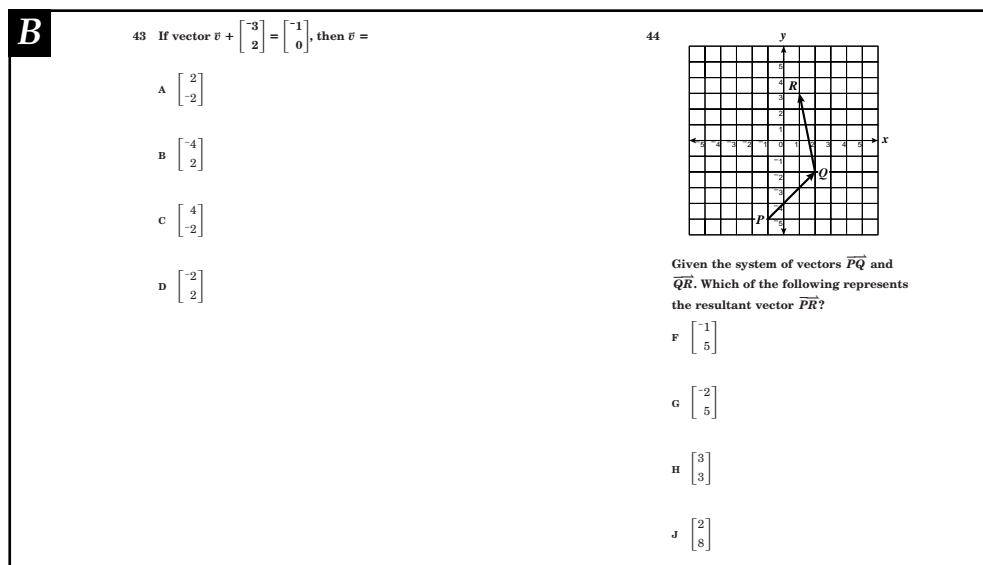 B
43 If vector v̄ + [⁻3 2] = [⁻1 0], then v̄ =
A [2 ⁻2]
B [⁻4 2]
C [4 ⁻2]
D [⁻2 2]
44
y
5
4
R
3
2
1
⁻5 ⁻4 ⁻3 ⁻2 ⁻1 0 1 2 3 4 5 x
⁻1
⁻2
Q
⁻3
⁻4
P
⁻5
Given the system of vectors PQ and
QR. Which of the following represents
the resultant vector PR?
F [⁻1 5]
G [⁻2 5]
H [3 3]
J [2 8]